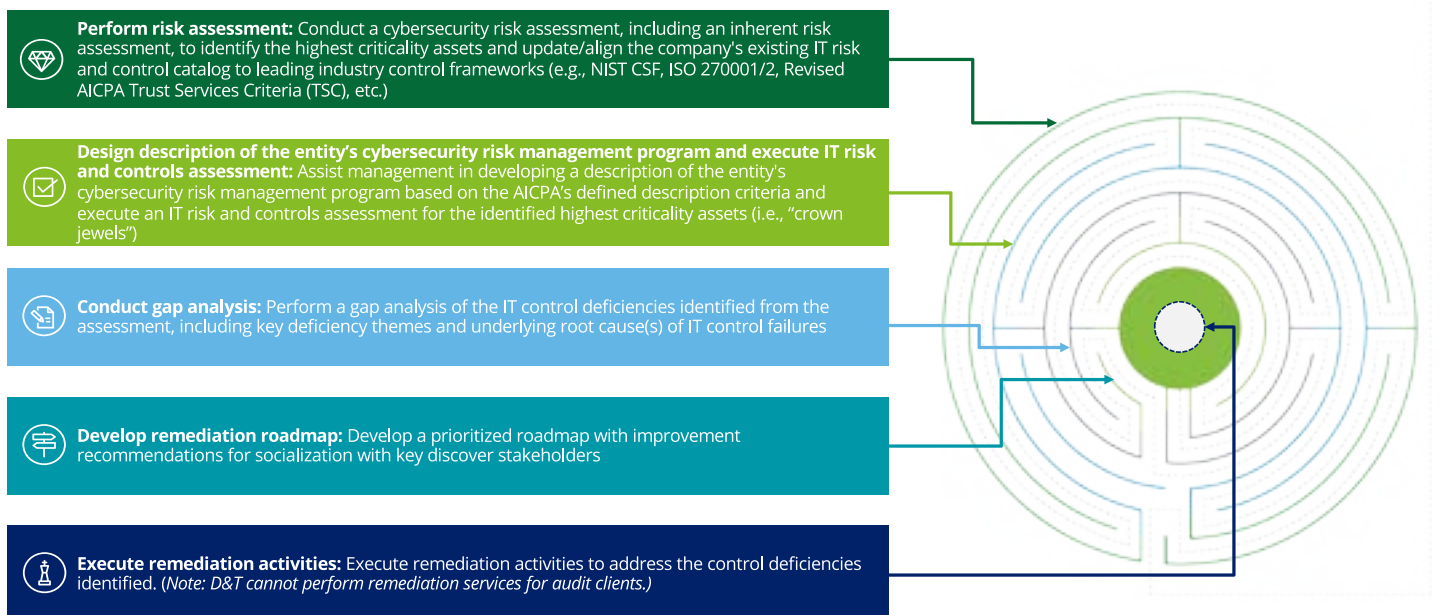 Perform risk assessment: Conduct a cybersecurity risk assessment, including an inherent risk
assessment, to identify the highest criticality assets and update/align the company's existing IT risk
and control catalog to leading industry control frameworks (e.g., NIST CSF, ISO 270001/2, Revised
AICPA Trust Services Criteria (TSC), etc.)
Design description of the entity’s cybersecurity risk management program and execute IT risk
and controls assessment: Assist management in developing a description of the entity's
cybersecurity risk management program based on the AICPA’s defined description criteria and
execute an IT risk and controls assessment for the identified highest criticality assets (i.e., “crown
jewels”)
Conduct gap analysis: Perform a gap analysis of the IT control deficiencies identified from the
assessment, including key deficiency themes and underlying root cause(s) of IT control failures
Develop remediation roadmap: Develop a prioritized roadmap with improvement
recommendations for socialization with key discover stakeholders
Execute remediation activities: Execute remediation activities to address the control deficiencies
identified. (Note: D&T cannot perform remediation services for audit clients.)